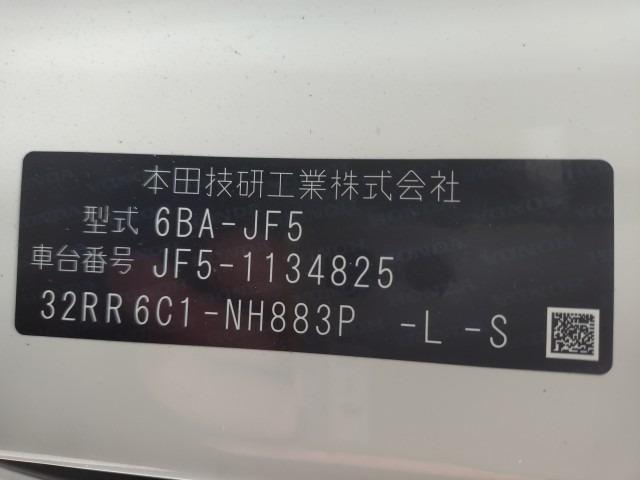 本田技研工業株式会社
型式 6BA-JF5
車台番号 JF5-1134825
32RR6C1-NH883P -L -S